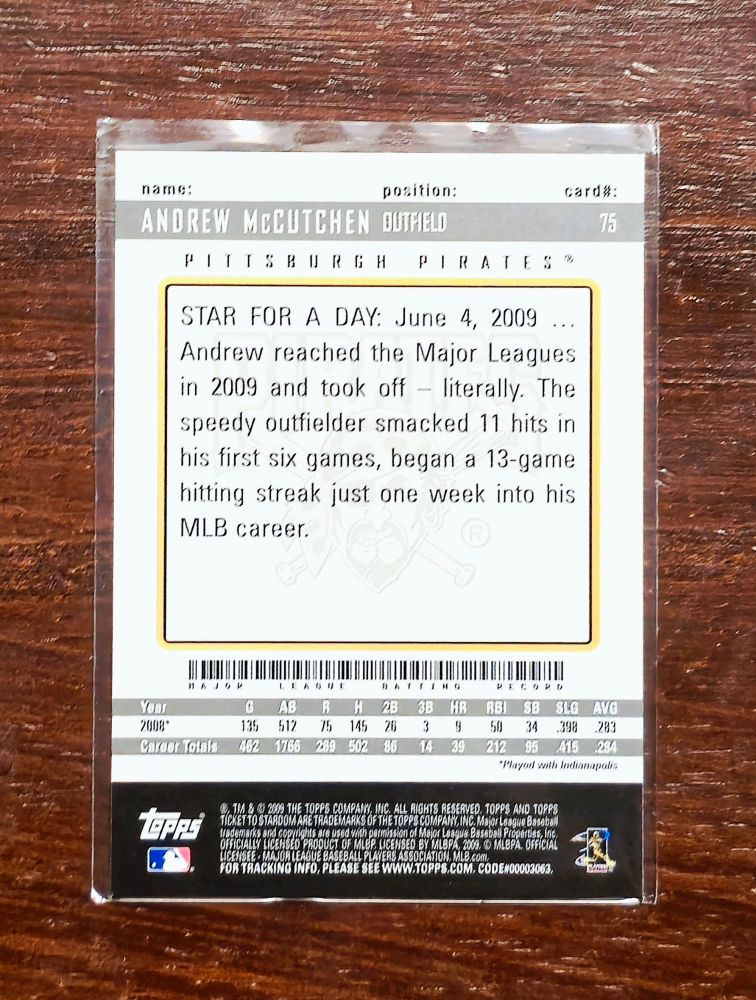 name: position: card#:
ANDREW McCUTCHEN OUTFIELD 75
PITTSBURGH PIRATES®
STAR FOR A DAY: June 4, 2009 ...
Andrew reached the Major Leagues
in 2009 and took off – literally. The
speedy outfielder smacked 11 hits in
his first six games, began a 13-game
hitting streak just one week into his
MLB career.
PIRATES
®
MAJOR LEAGUE BATTING RECORD
Year G AB R H 2B 3B HR RBI SB SLG AVG
2008* 135 512 75 145 26 3 9 50 34 .398 .283
Career Totals 462 1766 269 502 86 14 39 212 95 .415 .284
*Played with Indianapolis
Topps
®, TM & © 2009 THE TOPPS COMPANY, INC. ALL RIGHTS RESERVED. TOPPS AND TOPPS
TICKET TO STARDOM ARE TRADEMARKS OF THE TOPPS COMPANY, INC. Major League Baseball
trademarks and copyrights are used with permission of Major League Baseball Properties, Inc.
OFFICIALLY LICENSED PRODUCT OF MLBP. LICENSED BY MLBPA, 2009. © MLBPA. OFFICIAL
LICENSEE - MAJOR LEAGUE BASEBALL PLAYERS ASSOCIATION. MLB.com.
FOR TRACKING INFO, PLEASE SEE WWW.TOPPS.COM. CODE#00003063.